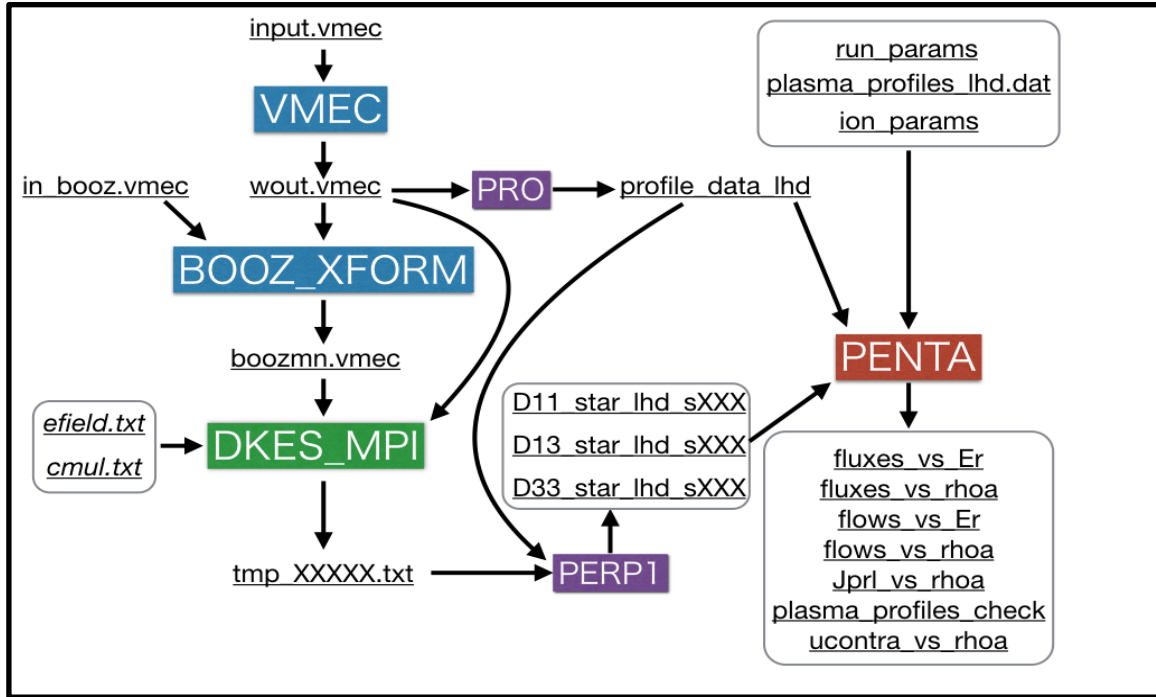 input.vmec
VMEC
in_booz.vmec
wout.vmec
PRO
profile_data_lhd
run_params
plasma_profiles_lhd.dat
ion_params
BOOZ_XFORM
boozmn.vmec
PENTA
efield.txt
cmul.txt
DKES_MPI
D11_star_lhd_sXXX
D13_star_lhd_sXXX
D33_star_lhd_sXXX
tmp_XXXXX.txt
PERP1
fluxes_vs_Er
fluxes_vs_rhoa
flows_vs_Er
flows_vs_rhoa
Jprl_vs_rhoa
plasma_profiles_check
ucontra_vs_rhoa